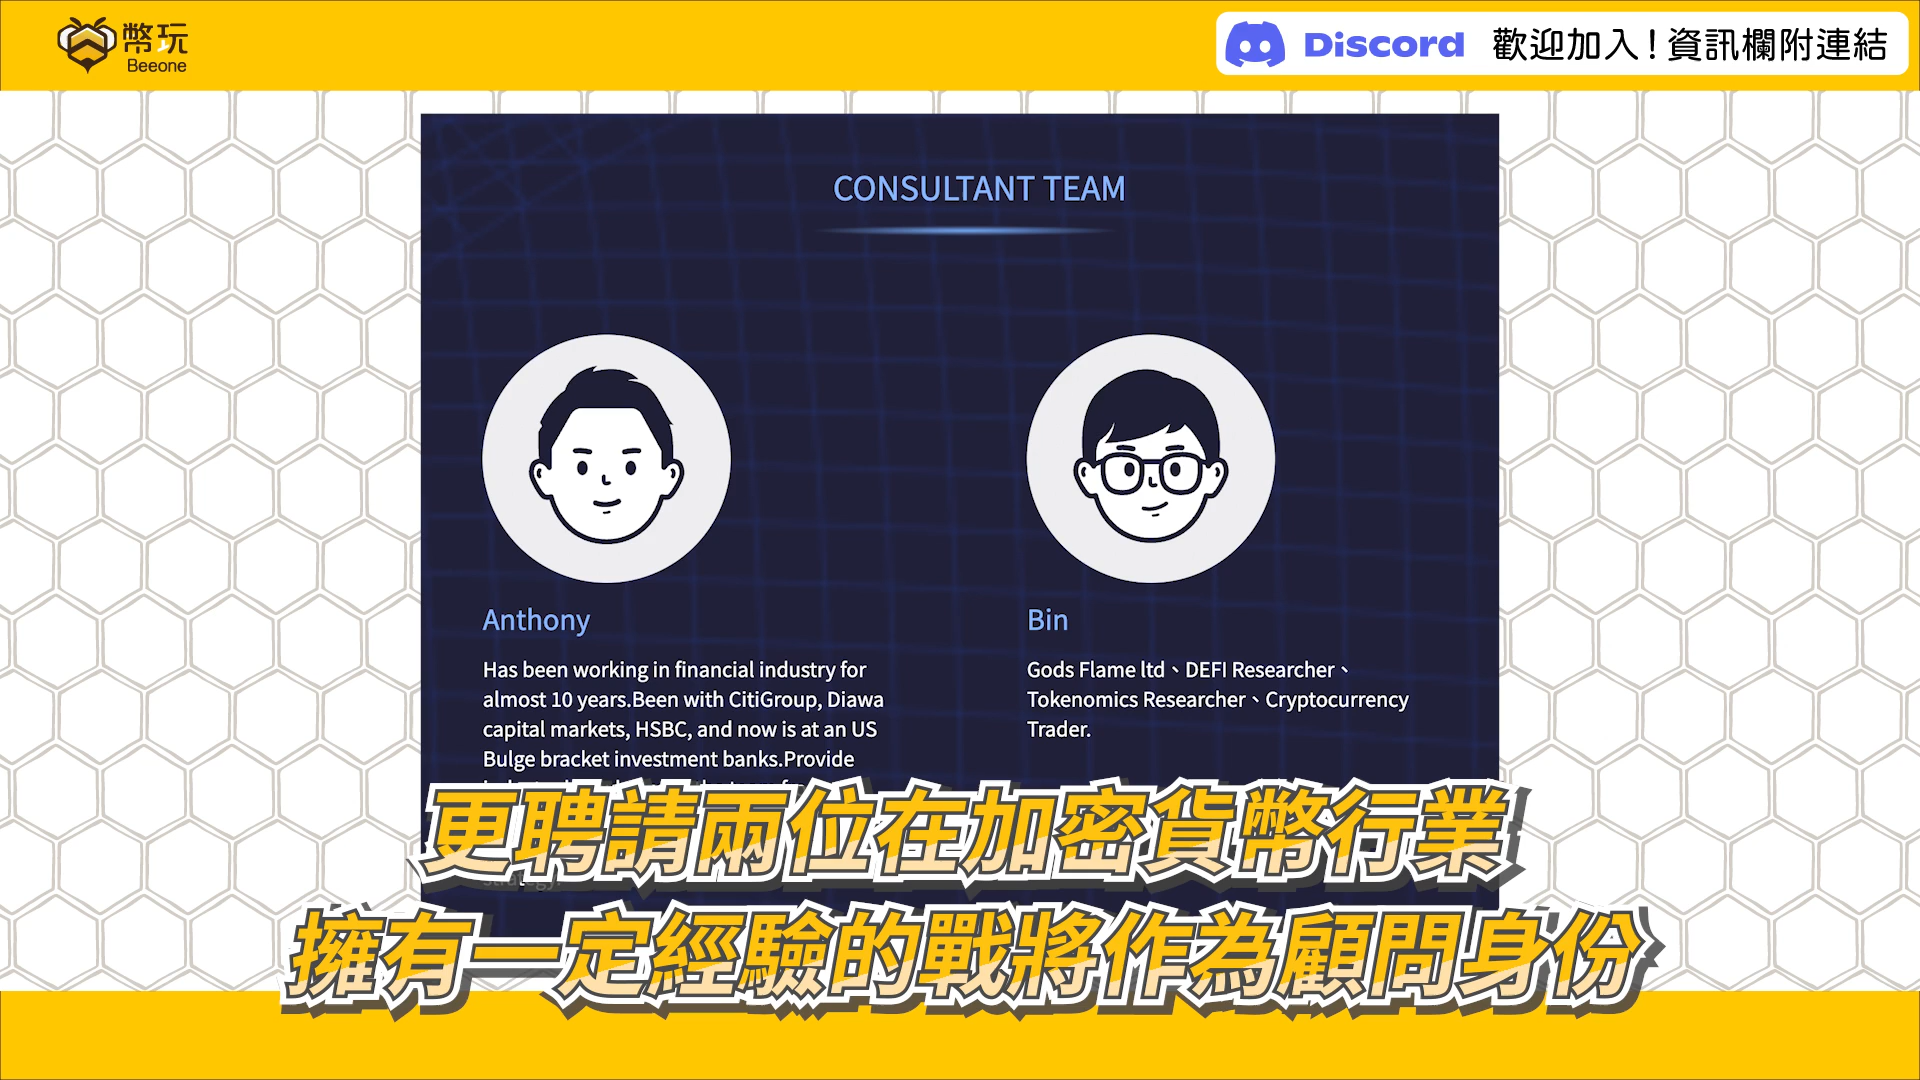 幣玩
Beeone
Discord 歡迎加入！資訊欄附連結
CONSULTANT TEAM
Anthony
Has been working in financial industry for
almost 10 years.Been with CitiGroup, Diawa
capital markets, HSBC, and now is at an US
Bulge bracket investment banks.Provide
Bin
Gods Flame ltd、DEFI Researcher、
Tokenomics Researcher、Cryptocurrency
Trader.
strategy.
更聘請兩位在加密貨幣行業
擁有一定經驗的戰將作為顧問身份